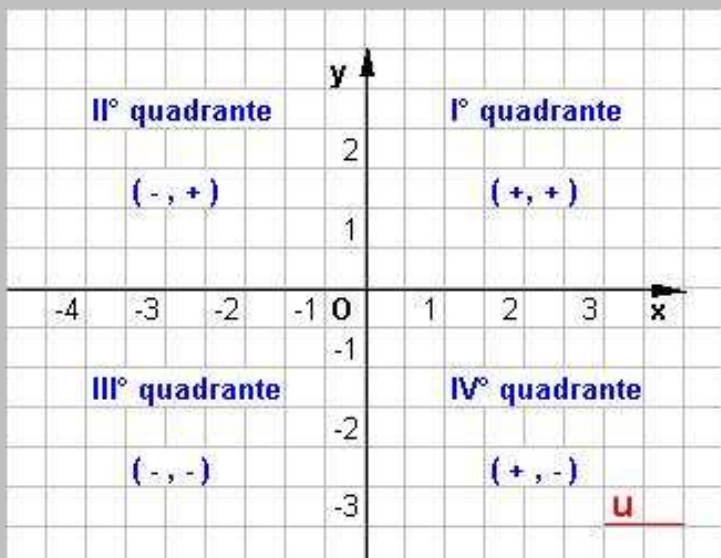 y
II° quadrante
I° quadrante
2
( - , + )
( +, + )
1
-4 -3 -2 -1 0 1 2 3 x
-1
III° quadrante
IV° quadrante
-2
( - , - )
( + , - )
-3
u